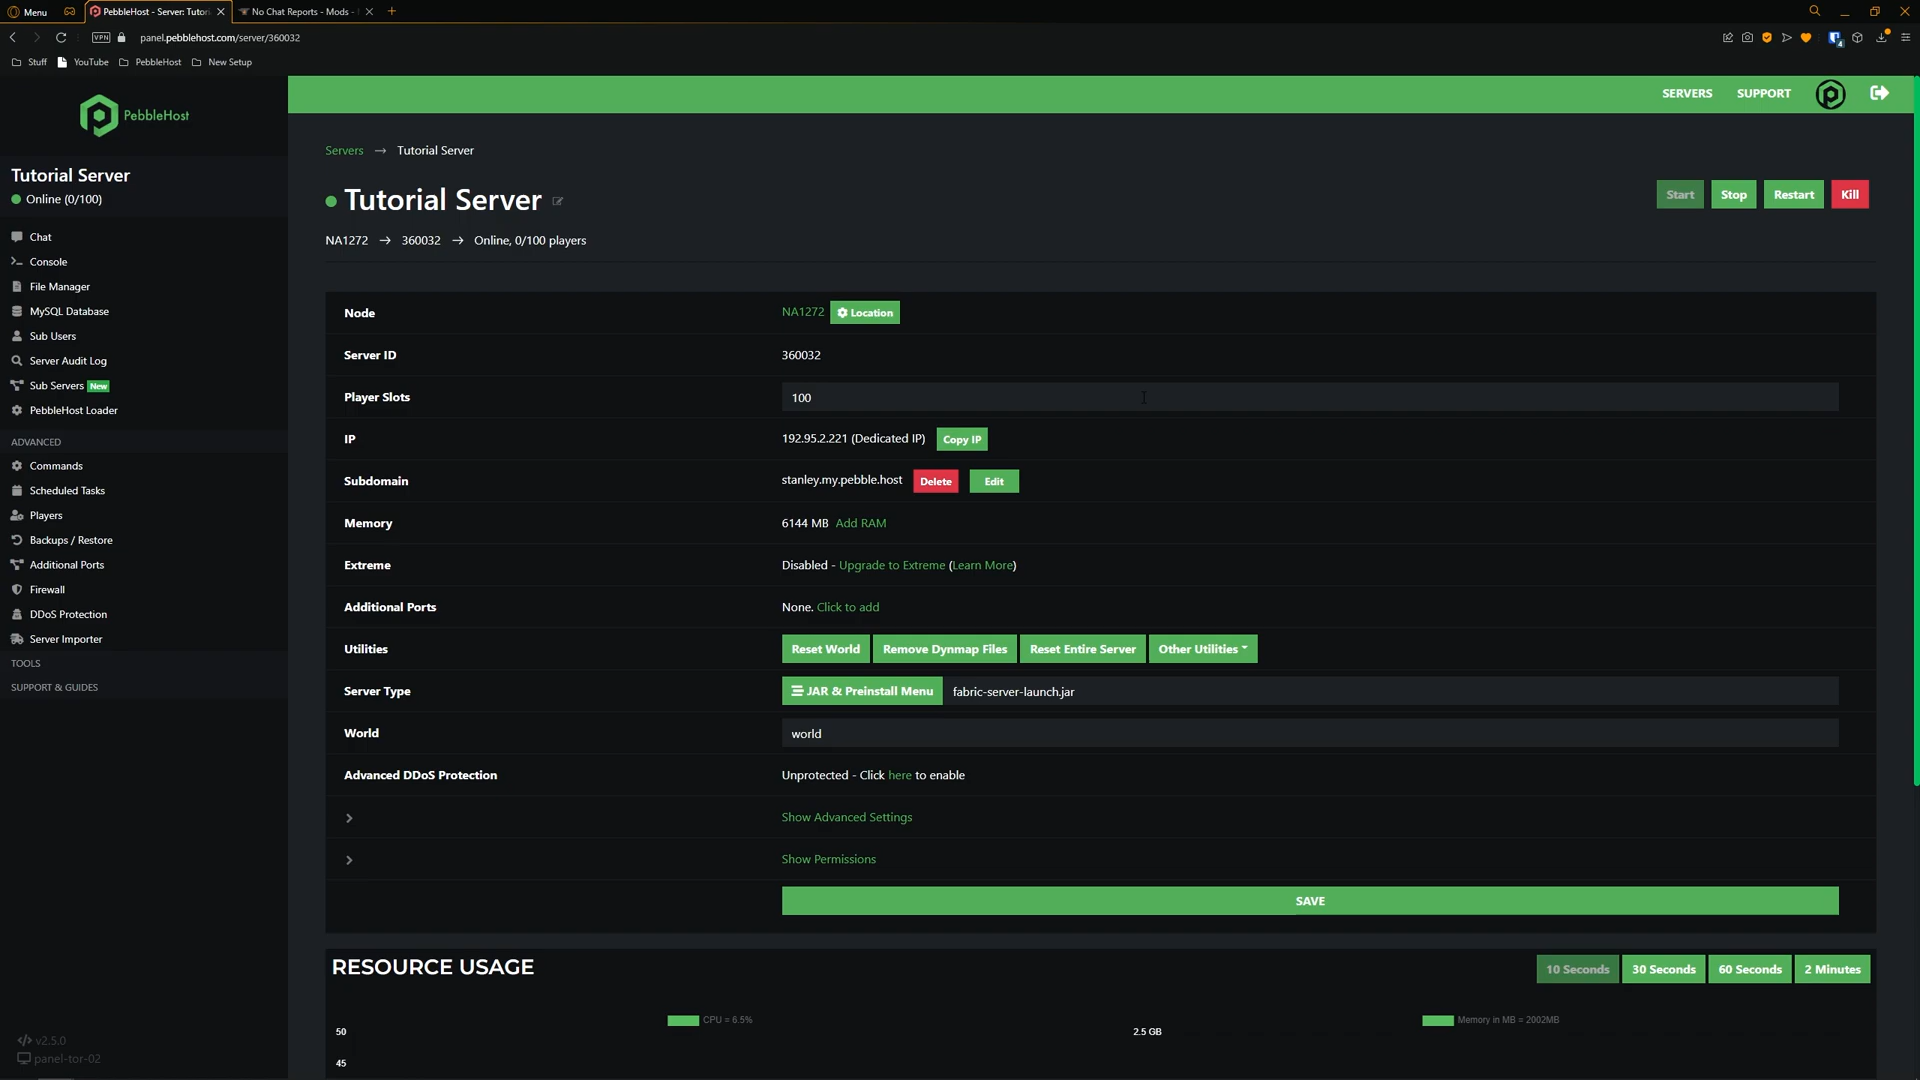 Menu
PebbleHost - Server: Tutori
No Chat Reports - Mods -
VPN
panel.pebblehost.com/server/360032
4
Stuff
YouTube
PebbleHost
New Setup
PebbleHost
SERVERS
SUPPORT
Tutorial Server
Online (0/100)
Chat
Console
File Manager
MySQL Database
Sub Users
Server Audit Log
Sub Servers New
PebbleHost Loader
ADVANCED
Commands
Scheduled Tasks
Players
Backups / Restore
Additional Ports
Firewall
DDoS Protection
Server Importer
TOOLS
SUPPORT & GUIDES
v2.5.0
panel-tor-02
Servers → Tutorial Server
Tutorial Server
Start
Stop
Restart
Kill
NA1272 → 360032 → Online, 0/100 players
Node
NA1272 Location
Server ID
360032
Player Slots
100
IP
192.95.2.221 (Dedicated IP) Copy IP
Subdomain
stanley.my.pebble.host Delete Edit
Memory
6144 MB Add RAM
Extreme
Disabled - Upgrade to Extreme (Learn More)
Additional Ports
None. Click to add
Utilities
Reset World
Remove Dynmap Files
Reset Entire Server
Other Utilities
Server Type
JAR & Preinstall Menu
fabric-server-launch.jar
World
world
Advanced DDoS Protection
Unprotected - Click here to enable
Show Advanced Settings
Show Permissions
SAVE
RESOURCE USAGE
10 Seconds
30 Seconds
60 Seconds
2 Minutes
CPU = 6.5%
Memory in MB = 2002MB
50
2.5 GB
45